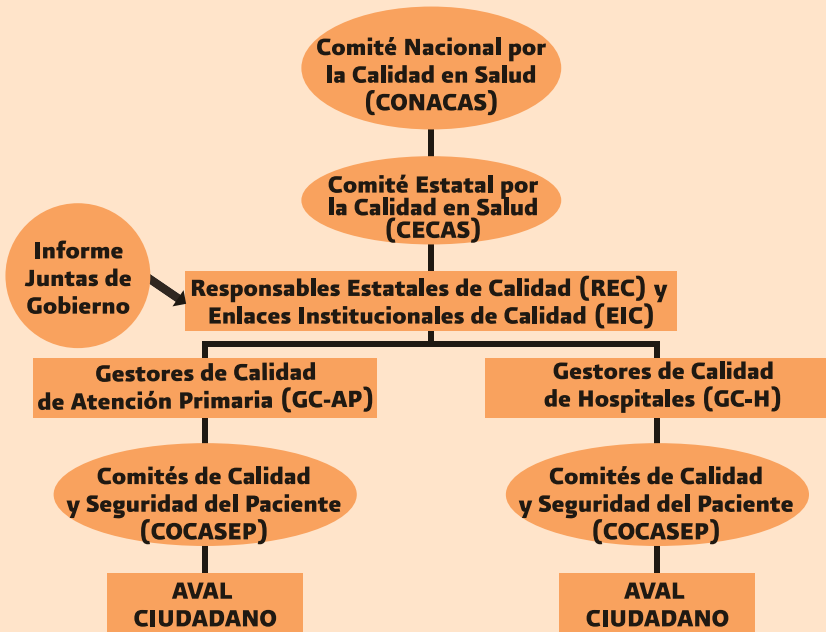 Comité Nacional por
la Calidad en Salud
(CONACAS)
Comité Estatal por
la Calidad en Salud
(CECAS)
Informe
Juntas de
Gobierno
Responsables Estatales de Calidad (REC) y
Enlaces Institucionales de Calidad (EIC)
Gestores de Calidad
de Atención Primaria (GC-AP)
Gestores de Calidad
de Hospitales (GC-H)
Comités de Calidad
y Seguridad del Paciente
(COCASEP)
Comités de Calidad
y Seguridad del Paciente
(COCASEP)
AVAL
CIUDADANO
AVAL
CIUDADANO